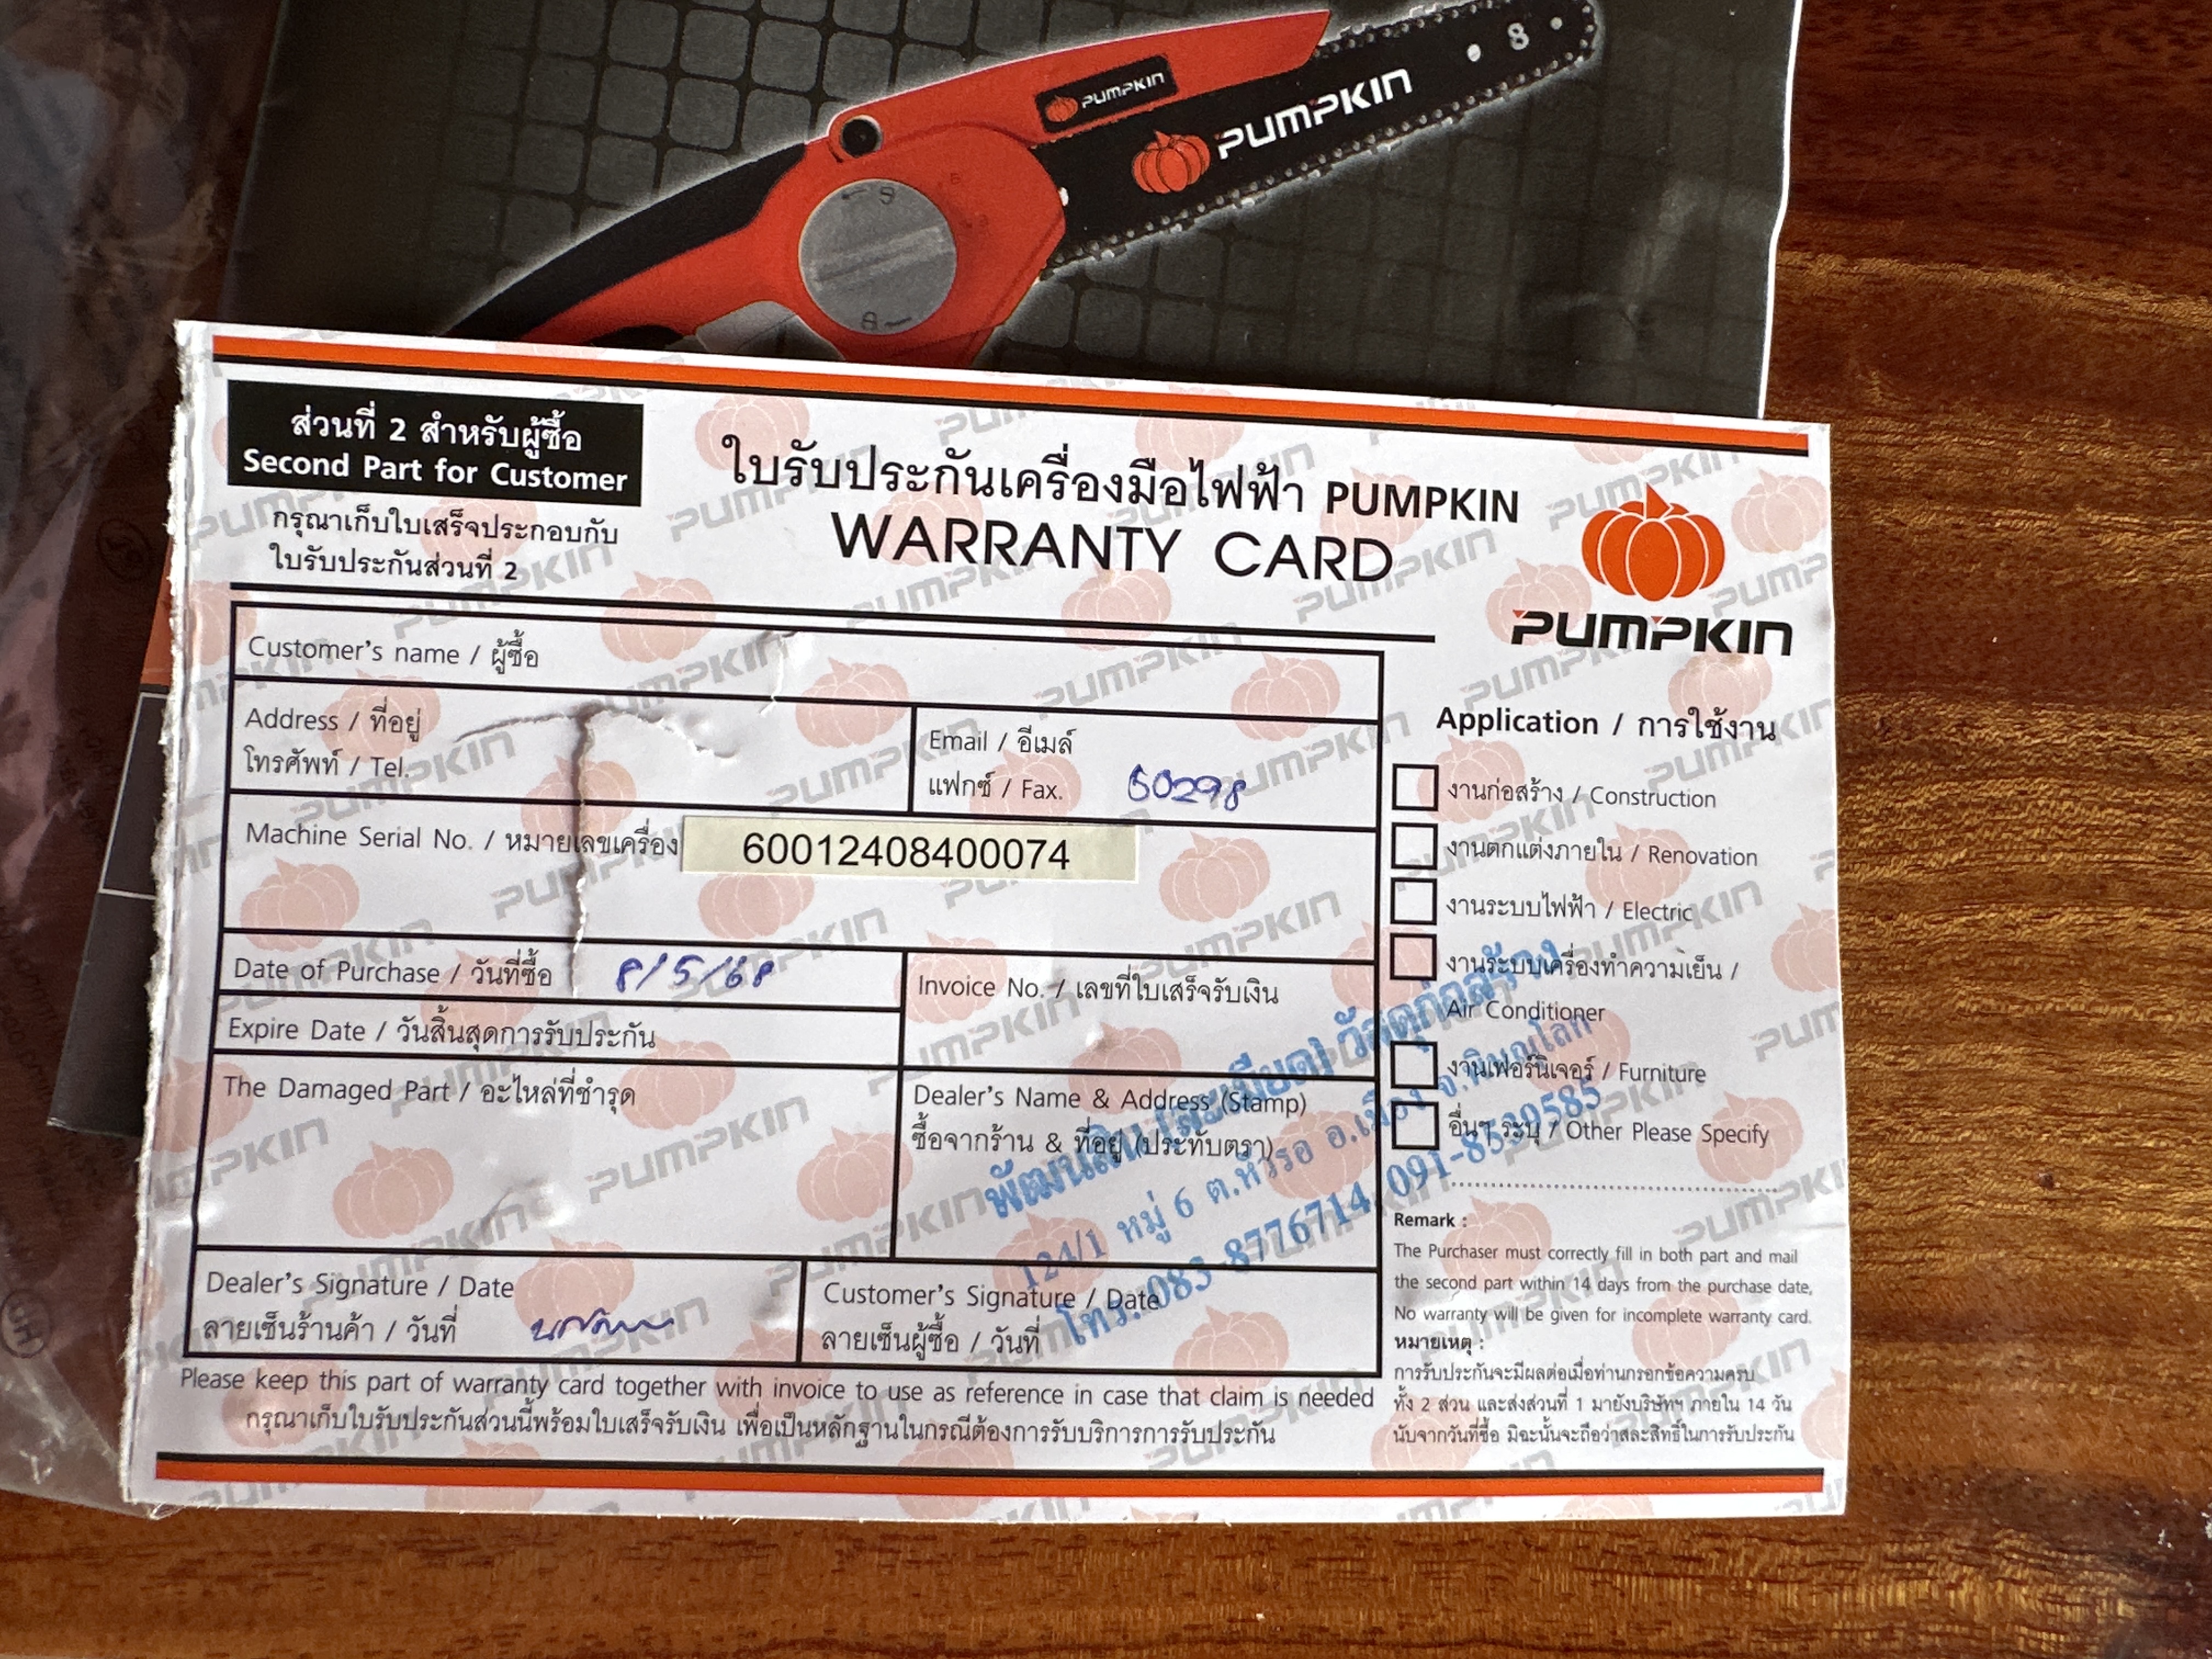 PUMPKIN
PUMPKIN
8
S
ส่วนที่ 2 สำหรับผู้ซื้อ
Second Part for Customer
กรุณาเก็บใบเสร็จประกอบกับ
ใบรับประกันส่วนที่ 2
ใบรับประกันเครื่องมือไฟฟ้า PUMPKIN
WARRANTY CARD
PUMPKIN
Customer's name / ผู้ซื้อ
Address / ที่อยู่
โทรศัพท์ / Tel.
Email / อีเมล์
แฟกซ์ / Fax. 50298
Machine Serial No. / หมายเลขเครื่อง 60012408400074
Date of Purchase / วันที่ซื้อ 8/5/68
Invoice No. / เลขที่ใบเสร็จรับเงิน
Expire Date / วันสิ้นสุดการรับประกัน
The Damaged Part / อะไหล่ที่ชำรุด
Dealer's Name & Address (Stamp)
ซื้อจากร้าน & ที่อยู่ (ประทับตรา)
พัฒนสิน (ละเมียด) วัสดุก่อสร้าง
124/1 หมู่ 6 ต.หัวรอ อ.เมือง จ.พิษณุโลก
โทร.:083-8776714, 091-8539585
Dealer's Signature / Date
ลายเซ็นร้านค้า / วันที่
Customer's Signature / Date
ลายเซ็นผู้ซื้อ / วันที่
Please keep this part of warranty card together with invoice to use as reference in case that claim is needed
กรุณาเก็บใบรับประกันส่วนนี้พร้อมใบเสร็จรับเงิน เพื่อเป็นหลักฐานในกรณีต้องการรับบริการการรับประกัน
Application / การใช้งาน
งานก่อสร้าง / Construction
งานตกแต่งภายใน / Renovation
งานระบบไฟฟ้า / Electric
งานระบบเครื่องทำความเย็น /
Air Conditioner
งานเฟอร์นิเจอร์ / Furniture
อื่นๆ ระบุ / Other Please Specify
Remark :
The Purchaser must correctly fill in both part and mail
the second part within 14 days from the purchase date,
No warranty will be given for incomplete warranty card.
หมายเหตุ :
การรับประกันจะมีผลต่อเมื่อท่านกรอกข้อความครบ
ทั้ง 2 ส่วน และส่งส่วนที่ 1 มายังบริษัทฯ ภายใน 14 วัน
นับจากวันที่ซื้อ มิฉะนั้นจะถือว่าสละสิทธิ์ในการรับประกัน